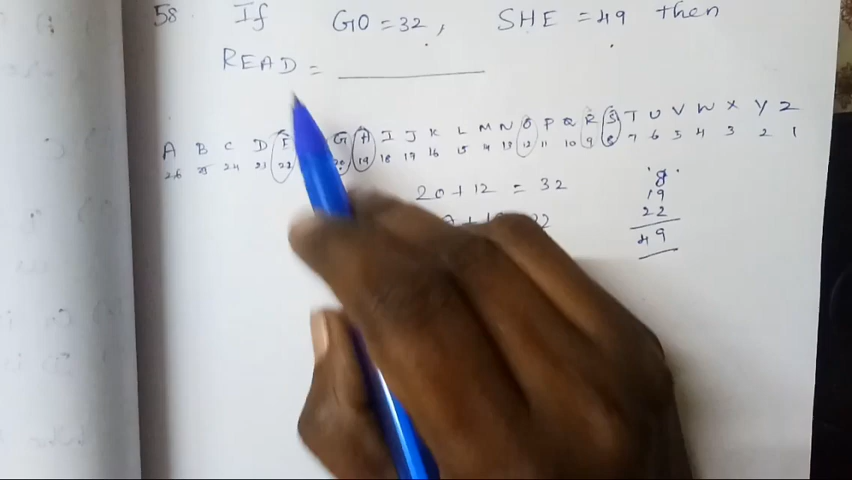 58. If GO = 32, SHE = 49 then
READ = ________
A B C D E G H I J K L M N O P Q R S T U V W X Y Z
26 25 24 23 22 20 19 18 17 16 15 14 13 12 11 10 9 8 7 6 5 4 3 2 1
20 + 12 = 32
8
19
22
49